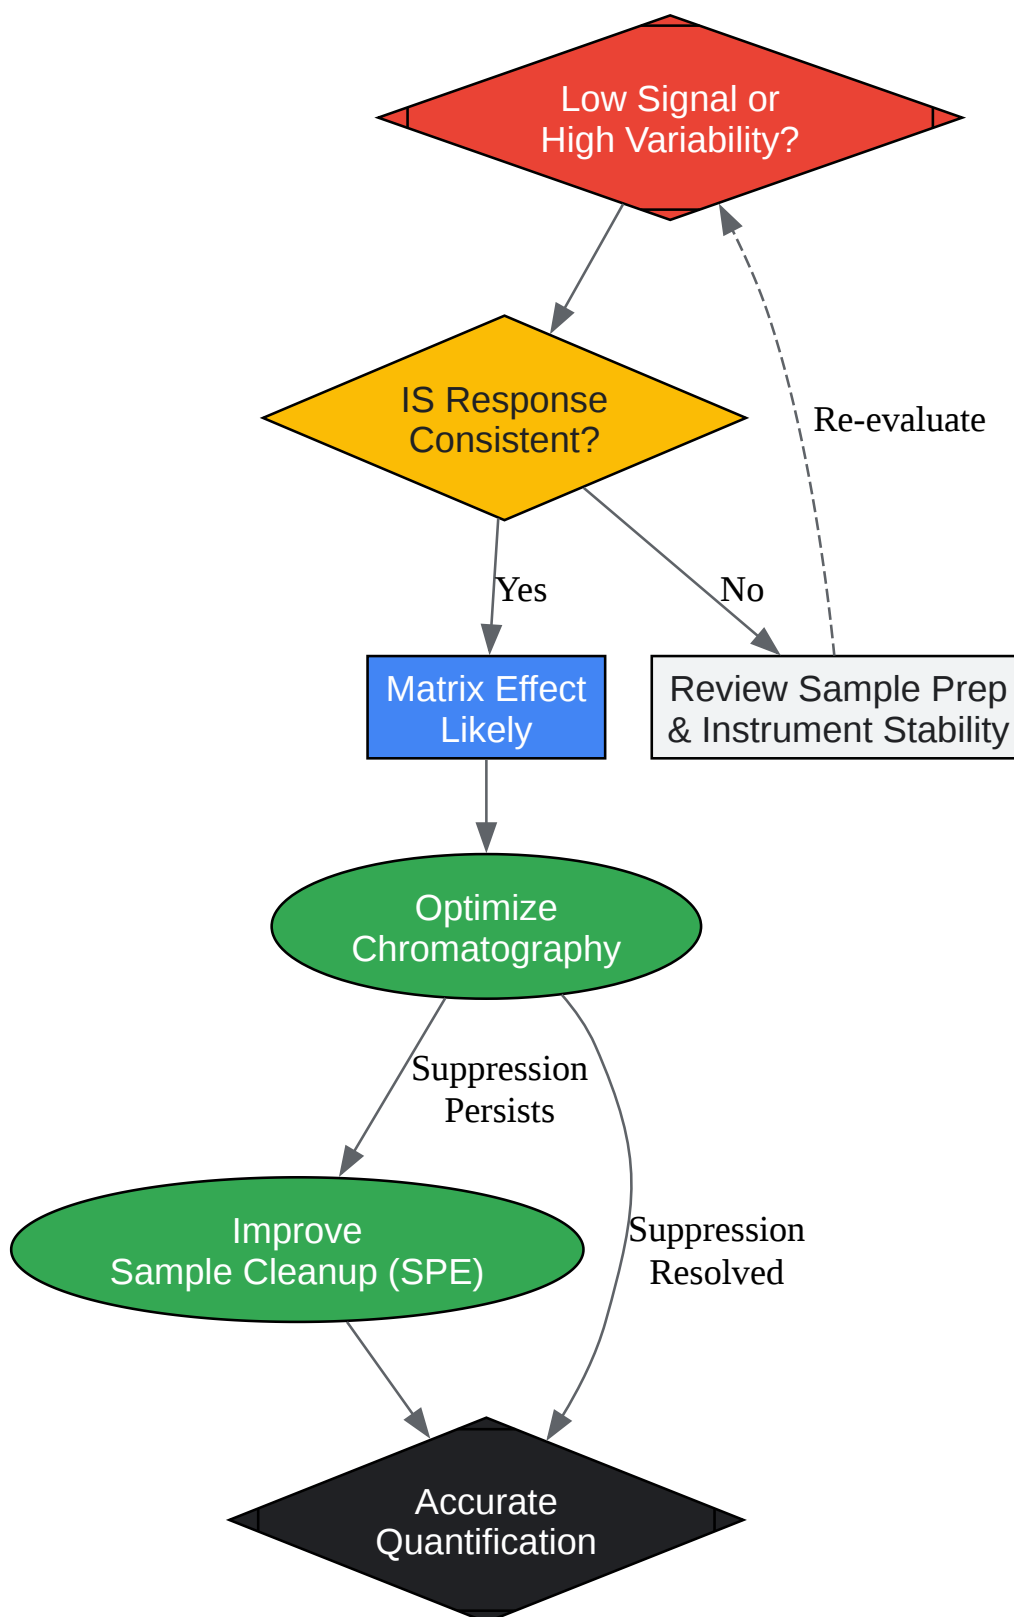 Low Signal or
High Variability?
IS Response
Consistent?
Re-evaluate
Yes
No
Matrix Effect
Likely
Review Sample Prep
& Instrument Stability
Optimize
Chromatography
Suppression
Persists
Improve
Sample Cleanup (SPE)
Suppression
Resolved
Accurate
Quantification